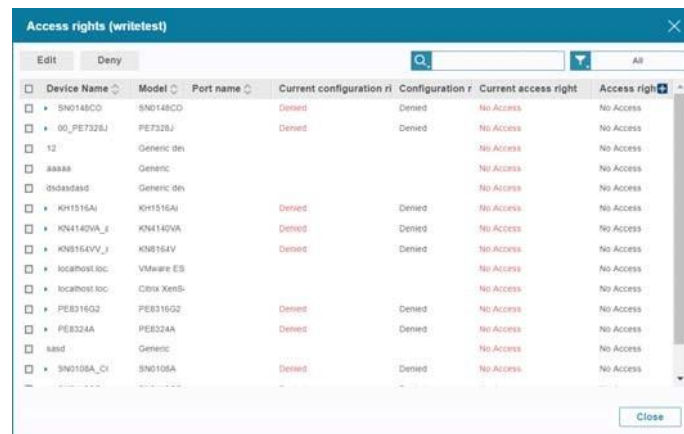 Access rights (writetest)
Edit Deny All
Device Name Model Port name Current configuration ri Configuration r Current access right Access righ
SN0148CO SN0148CO Denied Denied No Access No Access
00_PE7328J PE7328J Denied Denied No Access No Access
12 Generic dev No Access No Access
aaaaa Generic No Access No Access
dsdasdasd Generic dev No Access No Access
KH1516Ai KH1516Ai Denied Denied No Access No Access
KN4140VA_ KN4140VA Denied Denied No Access No Access
KN8164VV_ KN8164V Denied Denied No Access No Access
localhost.loc. VMware ES No Access No Access
localhost.loc. Citrix XenS- No Access No Access
PE8316G2 PE8316G2 Denied Denied No Access No Access
PE8324A PE8324A Denied Denied No Access No Access
sasd Generic No Access No Access
SN0108A_CI SN0108A Denied Denied No Access No Access
Close